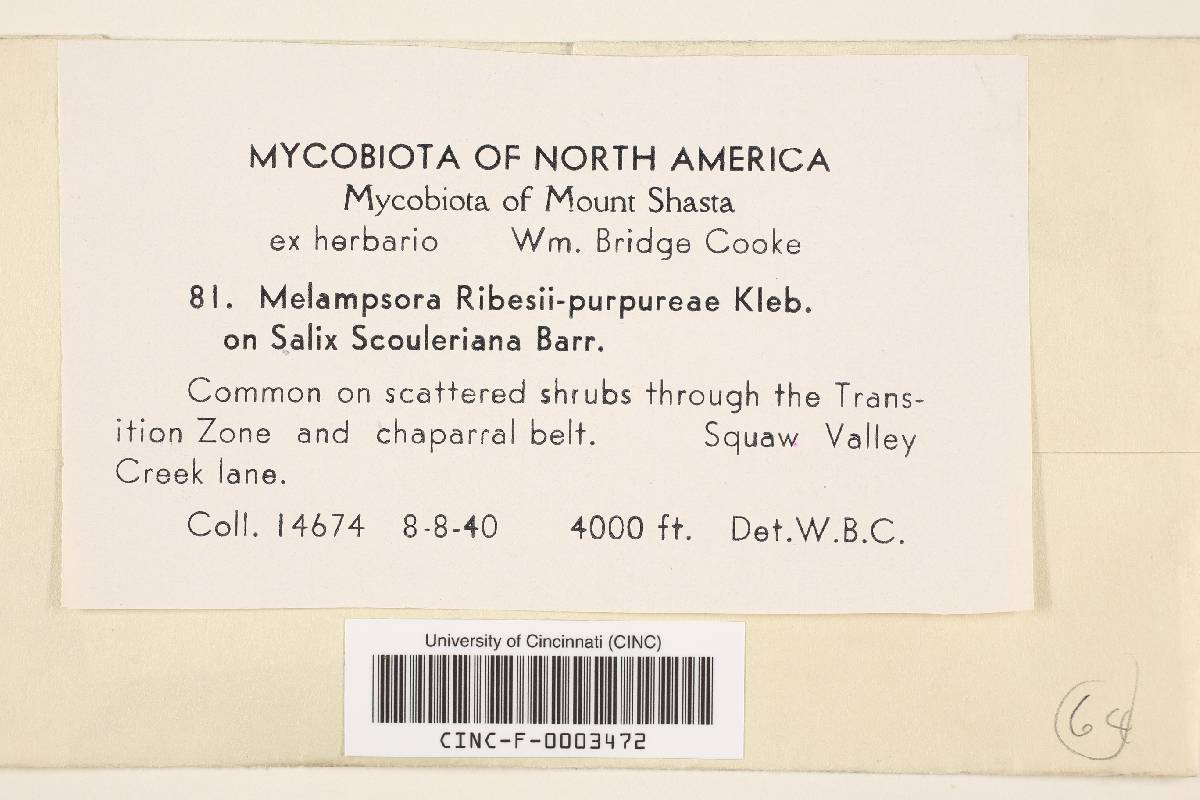 MYCOBIOTA OF NORTH AMERICA
Mycobiota of Mount Shasta
ex herbario Wm. Bridge Cooke
81. Melampsora Ribesii-purpureae Kleb.
on Salix Scouleriana Barr.
Common on scattered shrubs through the Trans-
ition Zone and chaparral belt. Squaw Valley
Creek lane.
Coll. 14674 8-8-40 4000 ft. Det.W.B.C.
University of Cincinnati (CINC)
CINC-F-0003472